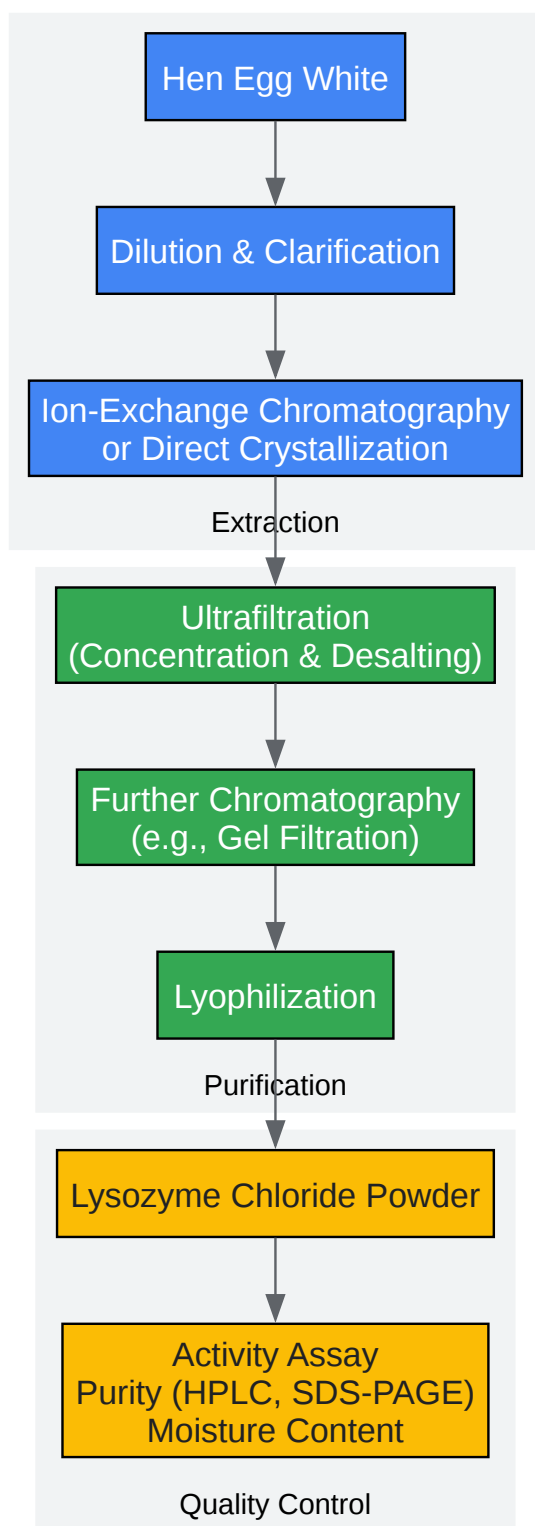 Hen Egg White
Dilution & Clarification
Ion-Exchange Chromatography
or Direct Crystallization
Extraction
Ultrafiltration
(Concentration & Desalting)
Further Chromatography
(e.g., Gel Filtration)
Lyophilization
Purification
Lysozyme Chloride Powder
Activity Assay
Purity (HPLC, SDS-PAGE)
Moisture Content
Quality Control